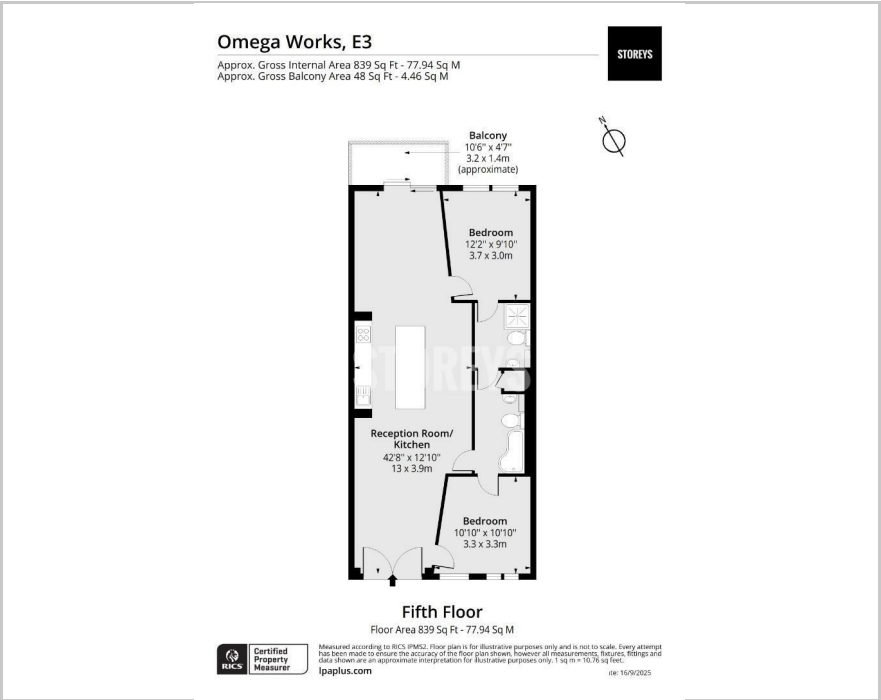 Omega Works, E3
Approx. Gross Internal Area 839 Sq Ft - 77.94 Sq M
Approx. Gross Balcony Area 48 Sq Ft - 4.46 Sq M
STOREYS
N
Balcony
10'6" x 4'7"
3.2 x 1.4m
(approximate)
Bedroom
12'2" x 9'10"
3.7 x 3.0m
STOREYS
Reception Room/
Kitchen
42'8" x 12'10"
13 x 3.9m
Bedroom
10'10" x 10'10"
3.3 x 3.3m
Fifth Floor
Floor Area 839 Sq Ft - 77.94 Sq M
RICS
Certified
Property
Measurer
Measured according to RICS IPMS2. Floor plan is for illustrative purposes only and is not to scale. Every attempt
has been made to ensure the accuracy of the floor plan shown, however all measurements, fixtures, fittings and
data shown are an approximate interpretation for illustrative purposes only. 1 sq m = 10.76 sq feet.
lpaplus.com
ite: 16/9/2025